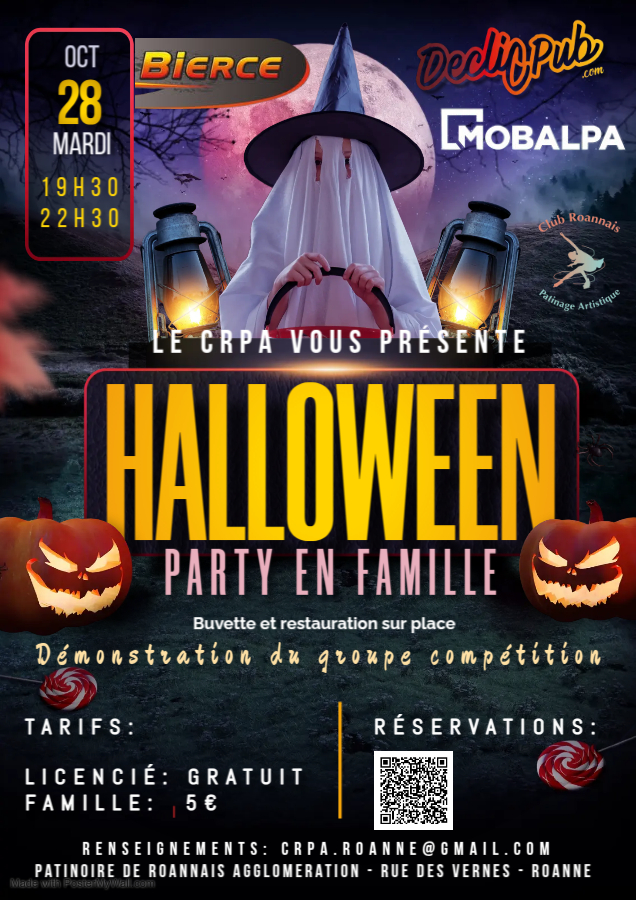 OCT
28
MARDI
19H30
22H30
BIERCE
DecliCPub
.com
MOBALPA
Club Roannais
Patinage Artistique
LE CRPA VOUS PRÉSENTE
HALLOWEEN
PARTY EN FAMILLE
Buvette et restauration sur place
Démonstration du groupe compétition
TARIFS:
RÉSERVATIONS:
LICENCIÉ: GRATUIT
FAMILLE: 5€
RENSEIGNEMENTS: CRPA.ROANNE@GMAIL.COM
PATINOIRE DE ROANNAIS AGGLOMERATION - RUE DES VERNES - ROANNE
Made with PosterMyWall.com